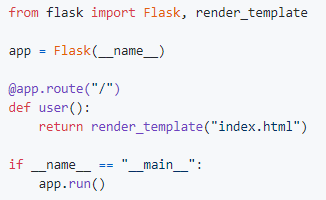 from flask import Flask, render_template

app = Flask(__name__)

@app.route("/")
def user():
    return render_template("index.html")

if __name__ == "__main__":
    app.run()